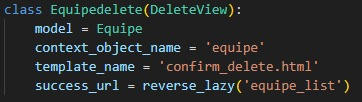 class Equipedelete(DeleteView):
    model = Equipe
    context_object_name = 'equipe'
    template_name = 'confirm_delete.html'
    success_url = reverse_lazy('equipe_list')